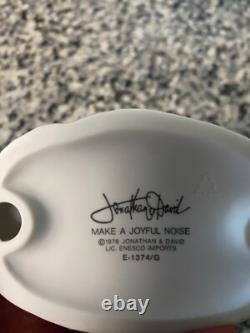 Jonathan & David
MAKE A JOYFUL NOISE
©1978 JONATHAN & DAVID
LIC. ENESCO IMPORTS
E-1374/G